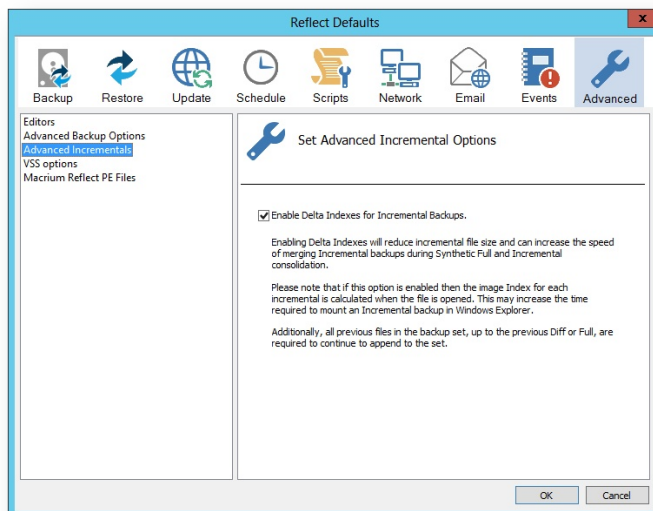 Reflect Defaults
x
Backup
Restore
Update
Schedule
Scripts
Network
Email
Events
Advanced
Editors
Advanced Backup Options
Advanced Incrementals
VSS options
Macrium Reflect PE Files
Set Advanced Incremental Options
Enable Delta Indexes for Incremental Backups.
Enabling Delta Indexes will reduce incremental file size and can increase the speed
of merging Incremental backups during Synthetic Full and Incremental
consolidation.
Please note that if this option is enabled then the image Index for each
incremental is calculated when the file is opened. This may increase the time
required to mount an Incremental backup in Windows Explorer.
Additionally, all previous files in the backup set, up to the previous Diff or Full, are
required to continue to append to the set.
OK
Cancel